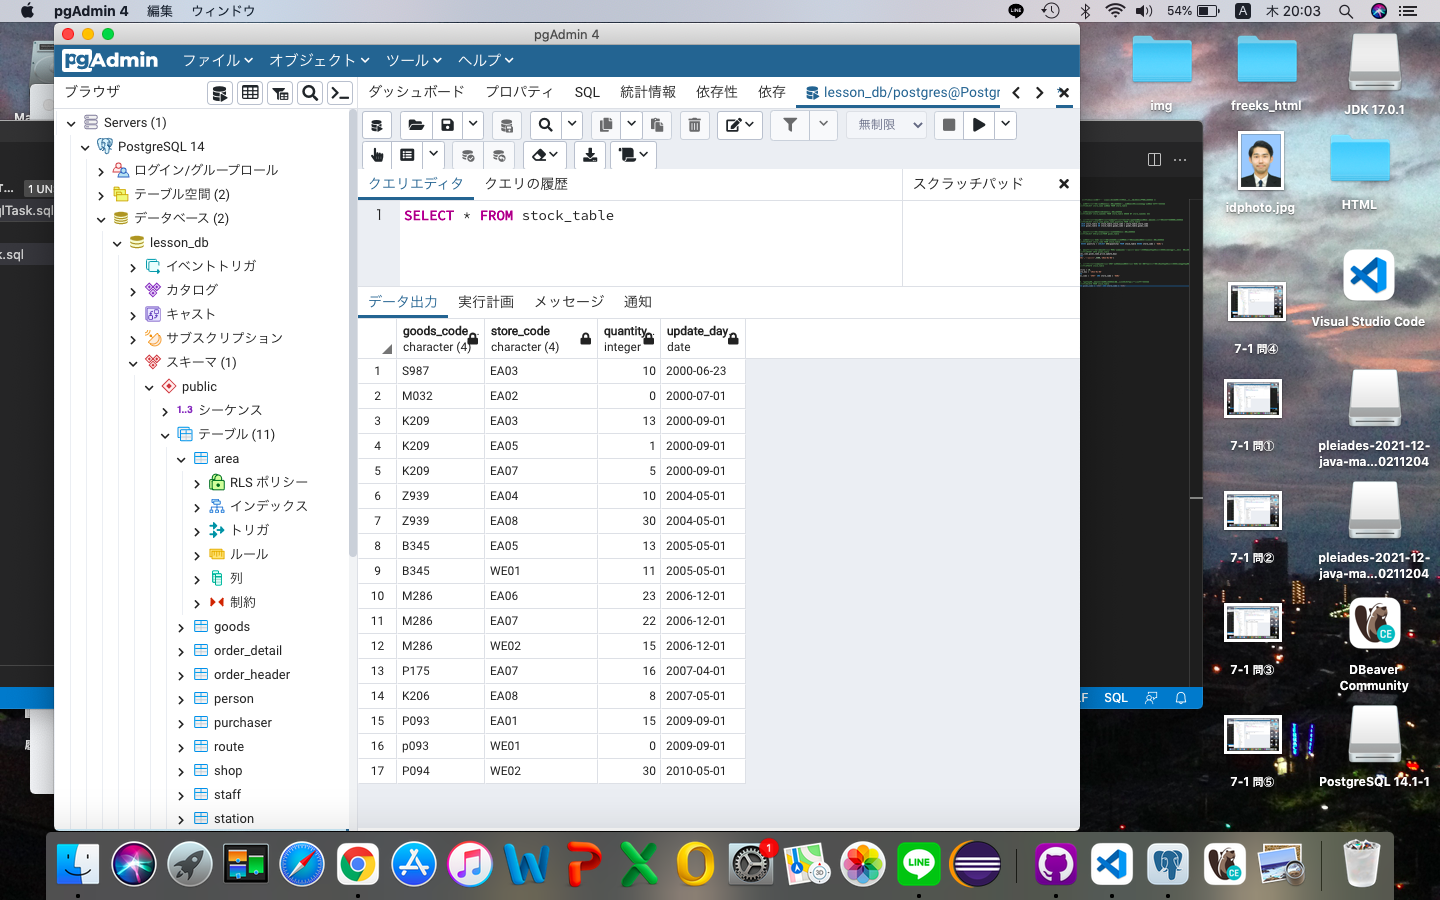 pgAdmin 4 編集 ウィンドウ
54% A 木 20:03
pgAdmin 4
pgAdmin ファイル オブジェクト ツール ヘルプ
ブラウザ
ダッシュボード プロパティ SQL 統計情報 依存性 依存 lesson_db/postgres@Postgr
無制限
クエリエディタ クエリの履歴 スクラッチパッド
1 SELECT * FROM stock_table
データ出力 実行計画 メッセージ 通知
goods_code store_code quantity update_day
character (4) character (4) integer date
1 S987 EA03 10 2000-06-23
2 M032 EA02 0 2000-07-01
3 K209 EA03 13 2000-09-01
4 K209 EA05 1 2000-09-01
5 K209 EA07 5 2000-09-01
6 Z939 EA04 10 2004-05-01
7 Z939 EA08 30 2004-05-01
8 B345 EA05 13 2005-05-01
9 B345 WE01 11 2005-05-01
10 M286 EA06 23 2006-12-01
11 M286 EA07 22 2006-12-01
12 M286 WE02 15 2006-12-01
13 P175 EA07 16 2007-04-01
14 K206 EA08 8 2007-05-01
15 P093 EA01 15 2009-09-01
16 p093 WE01 0 2009-09-01
17 P094 WE02 30 2010-05-01
Servers (1)
PostgreSQL 14
ログイン/グループロール
テーブル空間 (2)
データベース (2)
lesson_db
イベントトリガ
カタログ
キャスト
サブスクリプション
スキーマ (1)
public
1..3 シーケンス
テーブル (11)
area
RLS ポリシー
インデックス
トリガ
ルール
列
制約
goods
order_detail
order_header
person
purchaser
route
shop
staff
station
Ma
T... 1 UN
qlTask.sql
k.sql
F SQL
img
freeks_html
JDK 17.0.1
idphoto.jpg
HTML
Visual Studio Code
7-1 問④
7-1 問①
pleiades-2021-12-
java-ma...0211204
7-1 問②
pleiades-2021-12-
java-ma...0211204
7-1 問③
CE
DBeaver
Community
7-1 問⑤
PostgreSQL 14.1-1
1
LINE
3D
CE